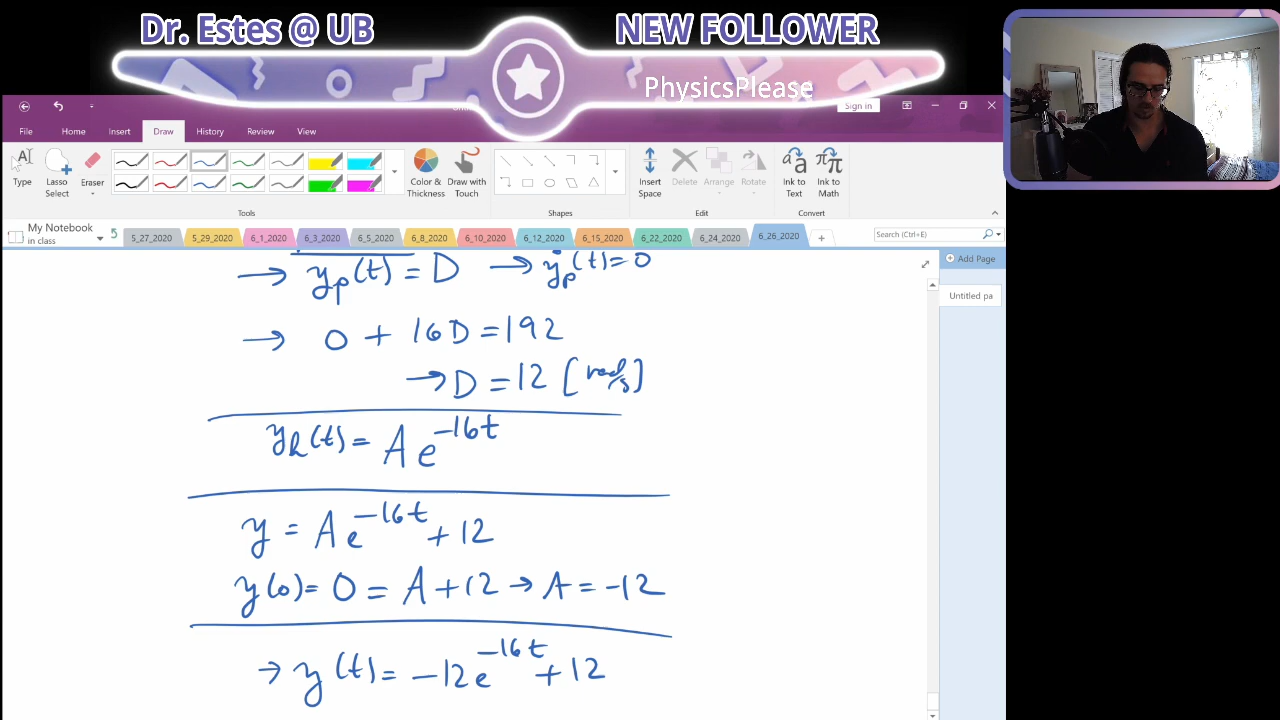 Dr. Estes @ UB NEW FOLLOWER
PhysicsPlease
Sign in
File Home Insert Draw History Review View
Type Lasso Select Eraser Color & Thickness Draw with Touch Insert Space Delete Arrange Rotate Ink to Text Ink to Math
Tools Shapes Edit Convert
My Notebook
in class
5_27_2020 5_29_2020 6_1_2020 6_3_2020 6_5_2020 6_8_2020 6_10_2020 6_12_2020 6_15_2020 6_22_2020 6_24_2020 6_26_2020 Search (Ctrl+E)
Add Page
Untitled pa
→ yₚ(t) = D → ẏₚ(t) = 0
→ 0 + 16D = 192
→ D = 12 [rad/s]
yₕ(t) = A e^{-16t}
y = A e^{-16t} + 12
y(0) = 0 = A + 12 → A = -12
→ y(t) = -12 e^{-16t} + 12